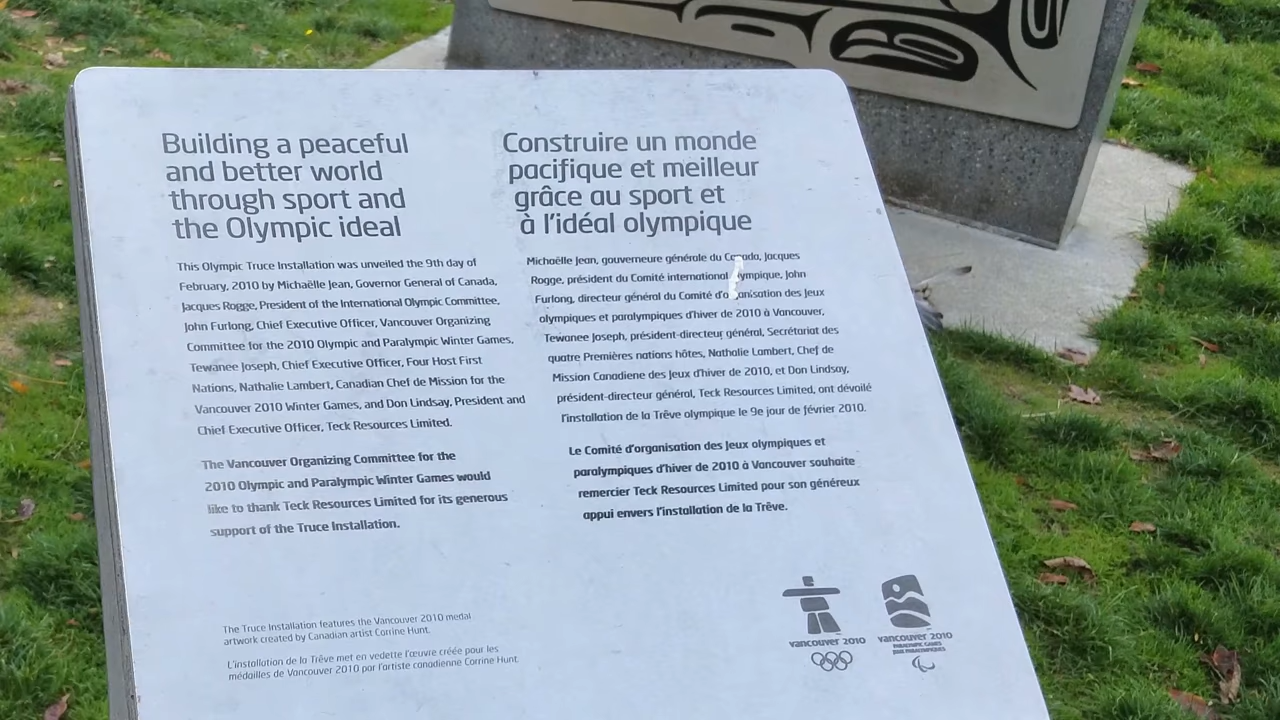 Building a peaceful
and better world
through sport and
the Olympic ideal
This Olympic Truce Installation was unveiled the 9th day of
February, 2010 by Michaëlle Jean, Governor General of Canada,
Jacques Rogge, President of the International Olympic Committee,
John Furlong, Chief Executive Officer, Vancouver Organizing
Committee for the 2010 Olympic and Paralympic Winter Games,
Tewanee Joseph, Chief Executive Officer, Four Host First
Nations, Nathalie Lambert, Canadian Chef de Mission for the
Vancouver 2010 Winter Games, and Don Lindsay, President and
Chief Executive Officer, Teck Resources Limited.
The Vancouver Organizing Committee for the
2010 Olympic and Paralympic Winter Games would
like to thank Teck Resources Limited for its generous
support of the Truce Installation.
Construire un monde
pacifique et meilleur
grâce au sport et
à l'idéal olympique
Michaëlle Jean, gouverneure générale du Canada, Jacques
Rogge, président du Comité international ympique, John
Furlong, directeur général du Comité d'o anisation des Jeux
olympiques et paralympiques d'hiver de 2010 à Vancouver,
Tewanee Joseph, président-directeur général, Secrétariat des
quatre Premières nations hôtes, Nathalie Lambert, Chef de
Mission Canadiene des Jeux d'hiver de 2010, et Don Lindsay,
président-directeur général, Teck Resources Limited, ont dévoilé
l'installation de la Trêve olympique le 9e jour de février 2010.
Le Comité d'organisation des Jeux olympiques et
paralympiques d'hiver de 2010 à Vancouver souhaite
remercier Teck Resources Limited pour son généreux
appui envers l'installation de la Trêve.
The Truce Installation features the Vancouver 2010 medal
artwork created by Canadian artist Corrine Hunt.
L'installation de la Trêve met en vedette l'œuvre créée pour les
médailles de Vancouver 2010 par l'artiste canadienne Corrine Hunt.
vancouver 2010
vancouver 2010
PARALYMPIC GAMES
JEUX PARALYMPIQUES